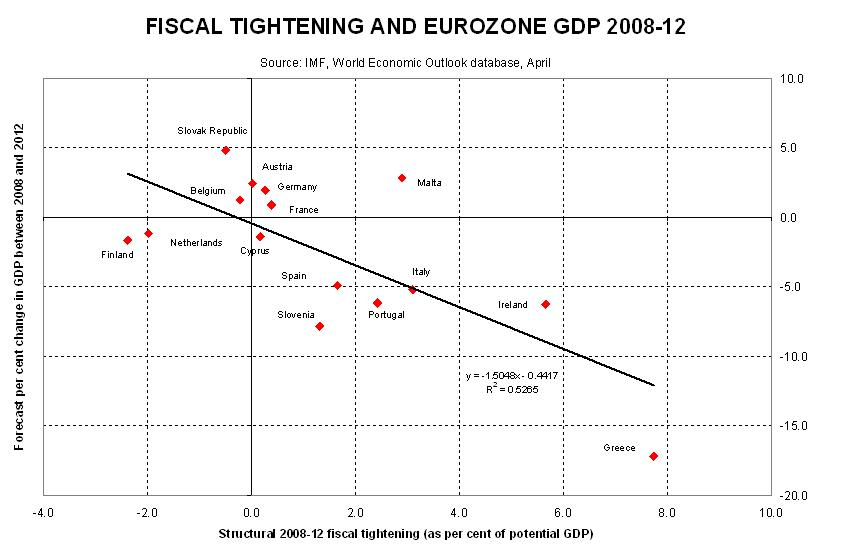 FISCAL TIGHTENING AND EUROZONE GDP 2008-12
Source: IMF, World Economic Outlook database, April
Forecast per cent change in GDP between 2008 and 2012
10.0
5.0
0.0
-5.0
-10.0
-15.0
-20.0
Slovak Republic
Austria
Germany
Belgium
France
Malta
Netherlands
Finland
Cyprus
Spain
Italy
Slovenia
Portugal
Ireland
y = -1.5048x - 0.4417
R² = 0.5265
Greece
-4.0 -2.0 0.0 2.0 4.0 6.0 8.0 10.0
Structural 2008-12 fiscal tightening (as per cent of potential GDP)